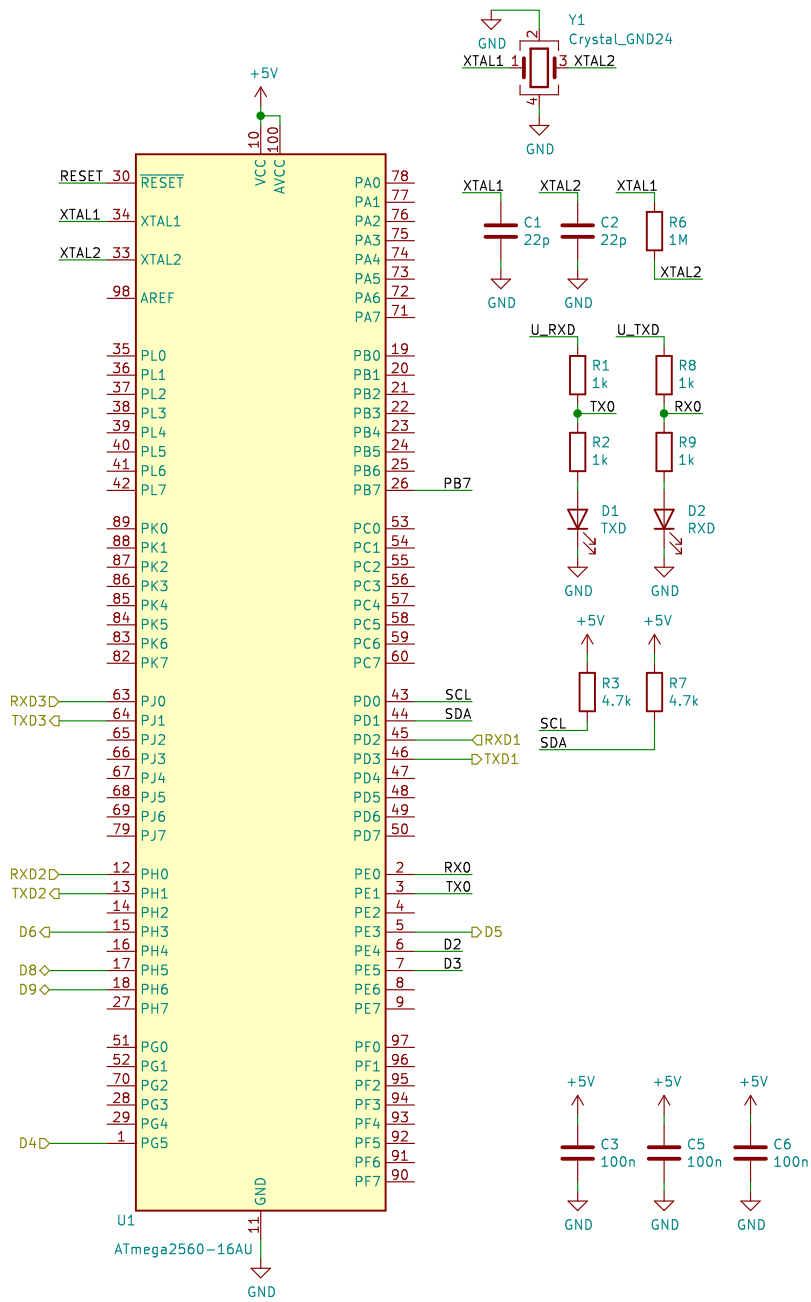 Y1
Crystal_GND24
GND
2
XTAL1 1 3 XTAL2
4
GND
+5V
10 100
VCC AVCC
RESET 30 RESET
XTAL1 34 XTAL1
XTAL2 33 XTAL2
98 AREF
35 PL0
36 PL1
37 PL2
38 PL3
39 PL4
40 PL5
41 PL6
42 PL7
89 PK0
88 PK1
87 PK2
86 PK3
85 PK4
84 PK5
83 PK6
82 PK7
RXD3 63 PJ0
TXD3 64 PJ1
65 PJ2
66 PJ3
67 PJ4
68 PJ5
69 PJ6
79 PJ7
RXD2 12 PH0
TXD2 13 PH1
14 PH2
D6 15 PH3
16 PH4
D8 17 PH5
D9 18 PH6
27 PH7
51 PG0
52 PG1
70 PG2
28 PG3
29 PG4
D4 1 PG5
PA0 78
PA1 77
PA2 76
PA3 75
PA4 74
PA5 73
PA6 72
PA7 71
PB0 19
PB1 20
PB2 21
PB3 22
PB4 23
PB5 24
PB6 25
PB7 26 PB7
PC0 53
PC1 54
PC2 55
PC3 56
PC4 57
PC5 58
PC6 59
PC7 60
PD0 43 SCL
PD1 44 SDA
PD2 45 RXD1
PD3 46 TXD1
PD4 47
PD5 48
PD6 49
PD7 50
PE0 2 RX0
PE1 3 TX0
PE2 4
PE3 5 D5
PE4 6 D2
PE5 7 D3
PE6 8
PE7 9
PF0 97
PF1 96
PF2 95
PF3 94
PF4 93
PF5 92
PF6 91
PF7 90
GND
11
U1
ATmega2560-16AU
GND
XTAL1
C1
22p
GND
XTAL2
C2
22p
GND
XTAL1
R6
1M
XTAL2
U_RXD
R1
1k
TX0
R2
1k
D1
TXD
GND
U_TXD
R8
1k
RX0
R9
1k
D2
RXD
GND
+5V
R3
4.7k
SCL
+5V
R7
4.7k
SDA
+5V
C3
100n
GND
+5V
C5
100n
GND
+5V
C6
100n
GND